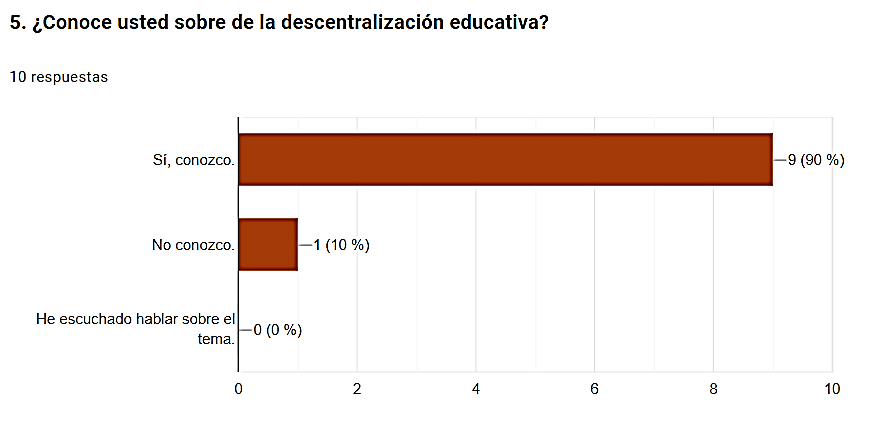 5. ¿Conoce usted sobre de la descentralización educativa?
10 respuestas
Sí, conozco.
9 (90 %)
No conozco.
1 (10 %)
He escuchado hablar sobre el
tema.
0 (0 %)
0 2 4 6 8 10